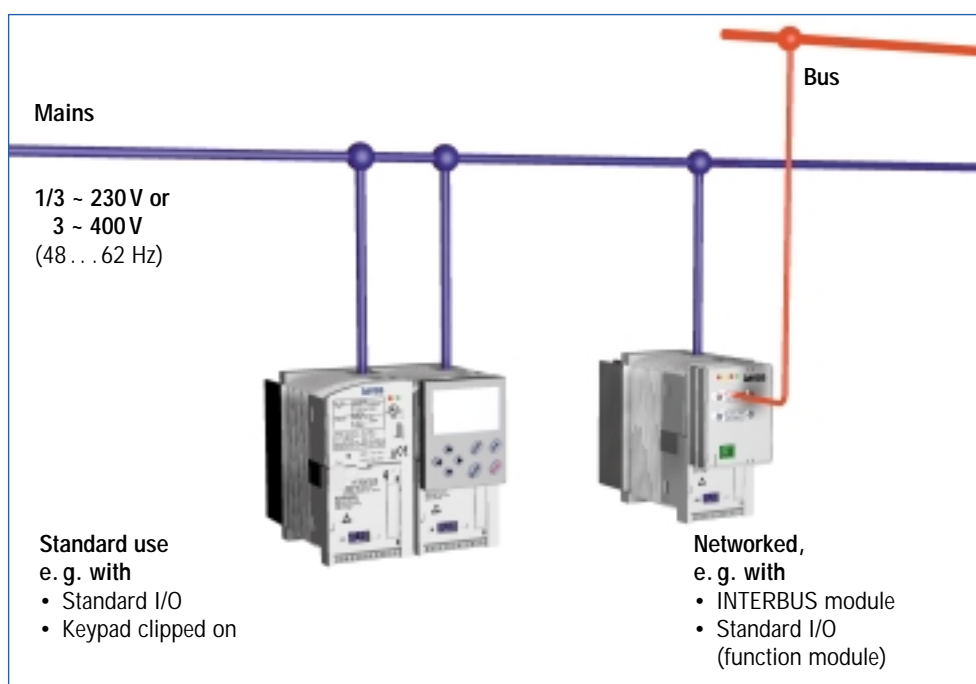 Bus
Mains
1/3 ~ 230 V or
3 ~ 400 V
(48 . . . 62 Hz)
Standard use
e. g. with
• Standard I/O
• Keypad clipped on
Networked,
e. g. with
• INTERBUS module
• Standard I/O
(function module)